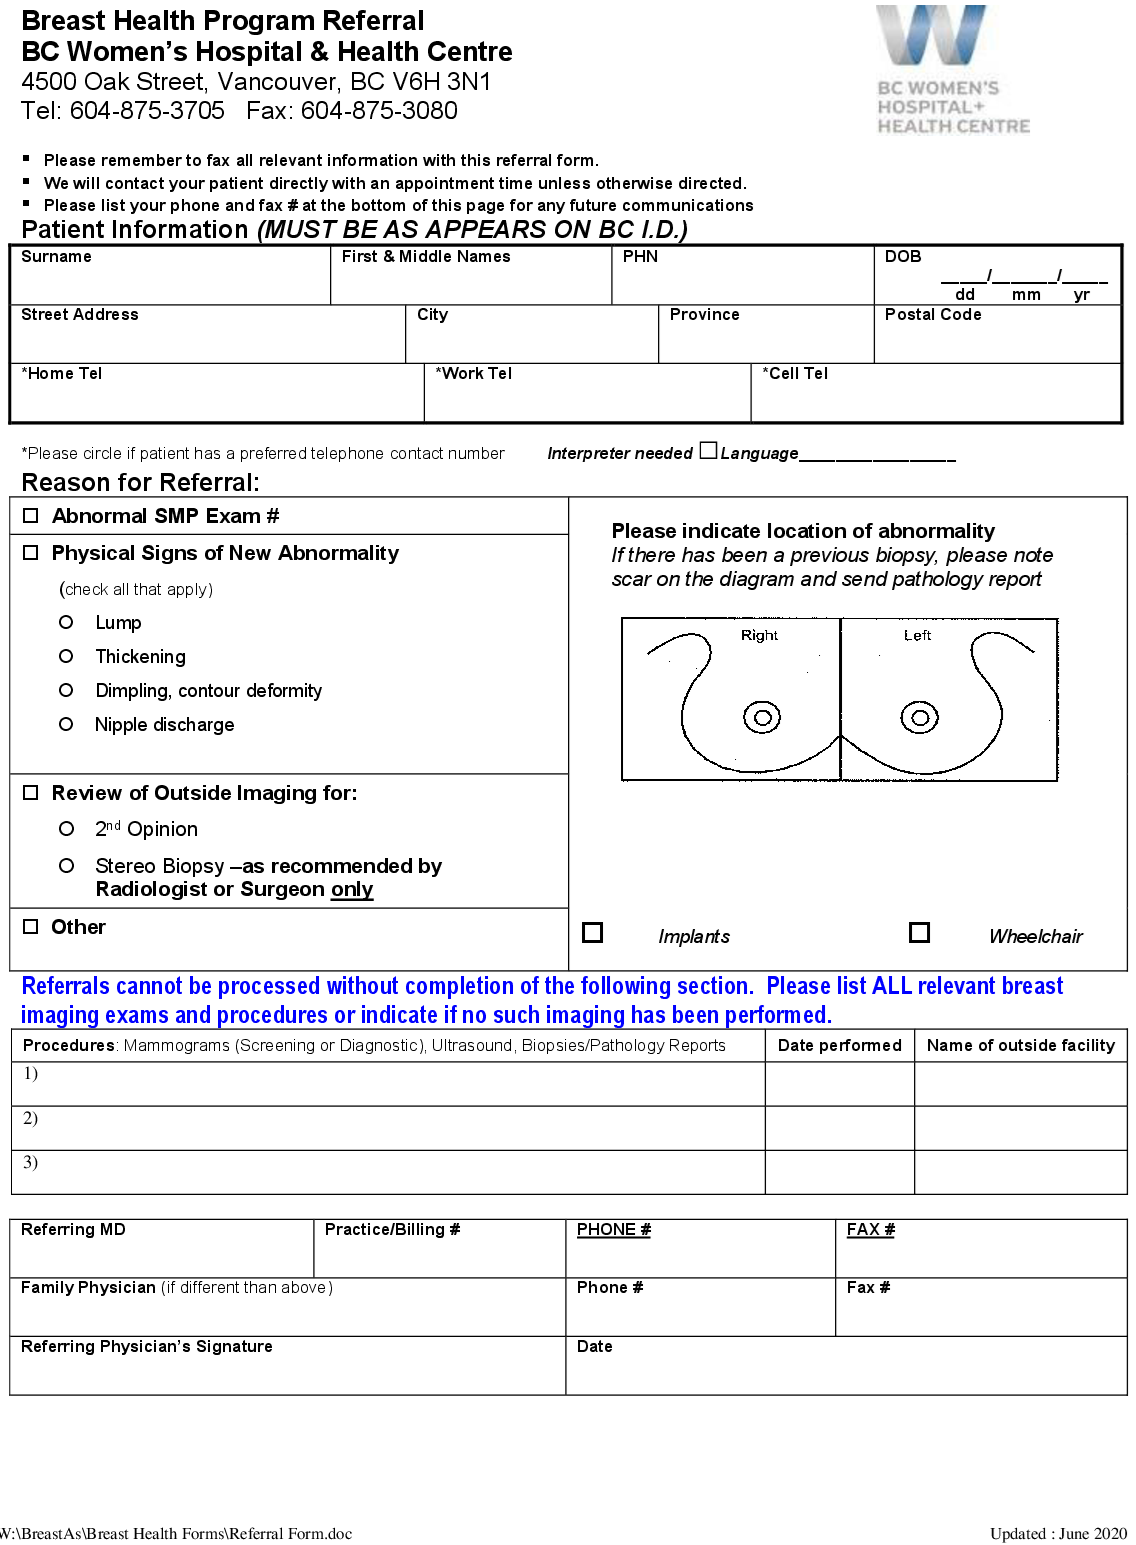 Breast Health Program Referral
BC Women's Hospital & Health Centre
4500 Oak Street, Vancouver, BC V6H 3N1
Tel: 604-875-3705 Fax: 604-875-3080
BC WOMEN'S
HOSPITAL+
HEALTH CENTRE
▪ Please remember to fax all relevant information with this referral form.
▪ We will contact your patient directly with an appointment time unless otherwise directed.
▪ Please list your phone and fax # at the bottom of this page for any future communications
Patient Information (MUST BE AS APPEARS ON BC I.D.)
Surname First & Middle Names PHN DOB
_____/_______/_____
dd mm yr
Street Address City Province Postal Code
*Home Tel *Work Tel *Cell Tel
*Please circle if patient has a preferred telephone contact number Interpreter needed ☐ Language_________________
Reason for Referral:
☐ Abnormal SMP Exam #
☐ Physical Signs of New Abnormality
(check all that apply)
○ Lump
○ Thickening
○ Dimpling, contour deformity
○ Nipple discharge
☐ Review of Outside Imaging for:
○ 2nd Opinion
○ Stereo Biopsy –as recommended by
Radiologist or Surgeon only
☐ Other
Please indicate location of abnormality
If there has been a previous biopsy, please note
scar on the diagram and send pathology report
Right Left
☐ Implants ☐ Wheelchair
Referrals cannot be processed without completion of the following section. Please list ALL relevant breast
imaging exams and procedures or indicate if no such imaging has been performed.
Procedures: Mammograms (Screening or Diagnostic), Ultrasound, Biopsies/Pathology Reports Date performed Name of outside facility
1)
2)
3)
Referring MD Practice/Billing # PHONE # FAX #
Family Physician (if different than above) Phone # Fax #
Referring Physician's Signature Date
W:\BreastAs\Breast Health Forms\Referral Form.doc Updated : June 2020